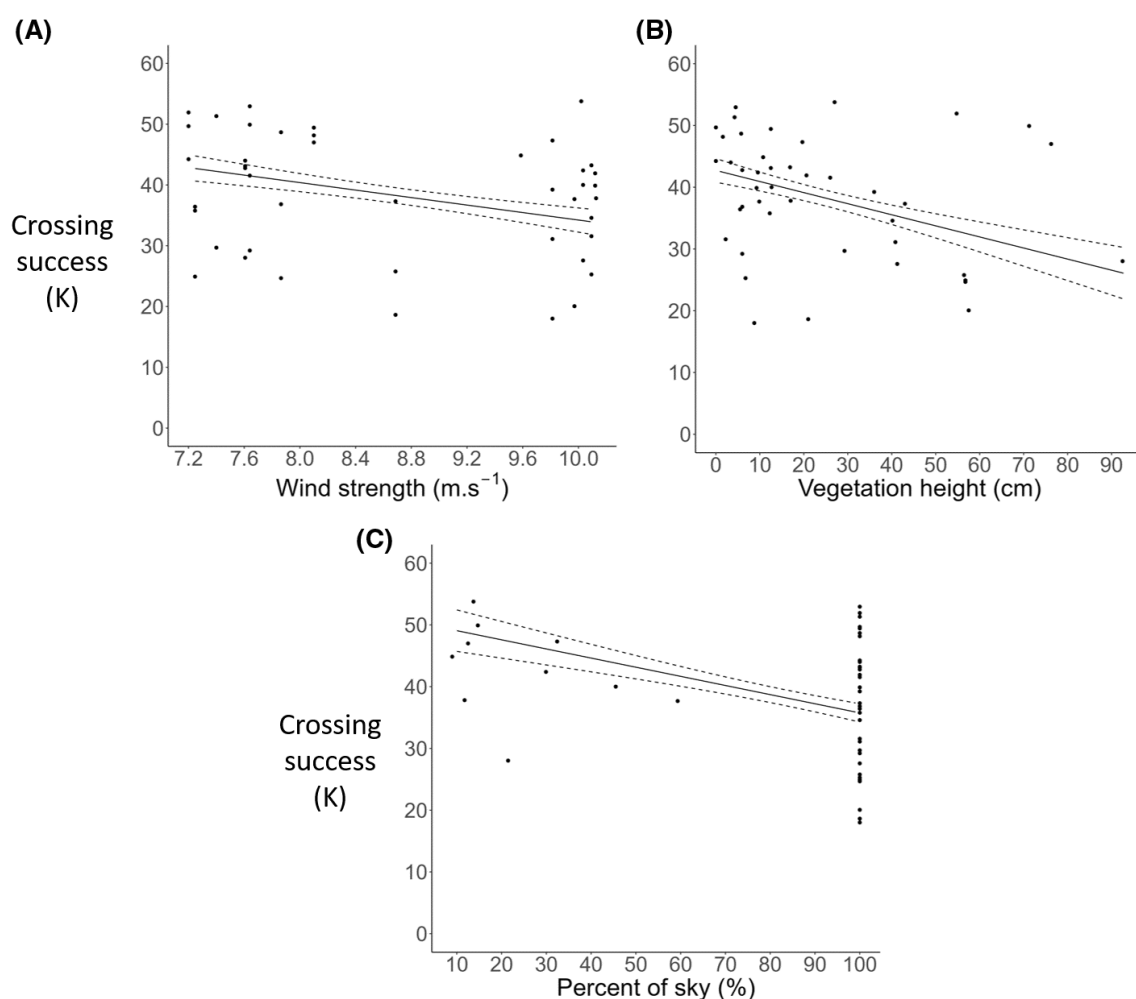 (A)
60
50
40
30
20
10
0
Crossing
success
(K)
7.2 7.6 8.0 8.4 8.8 9.2 9.6 10.0
Wind strength (m.s⁻¹)
(B)
60
50
40
30
20
10
0
0 10 20 30 40 50 60 70 80 90
Vegetation height (cm)
(C)
60
50
40
30
20
10
0
Crossing
success
(K)
10 20 30 40 50 60 70 80 90 100
Percent of sky (%)